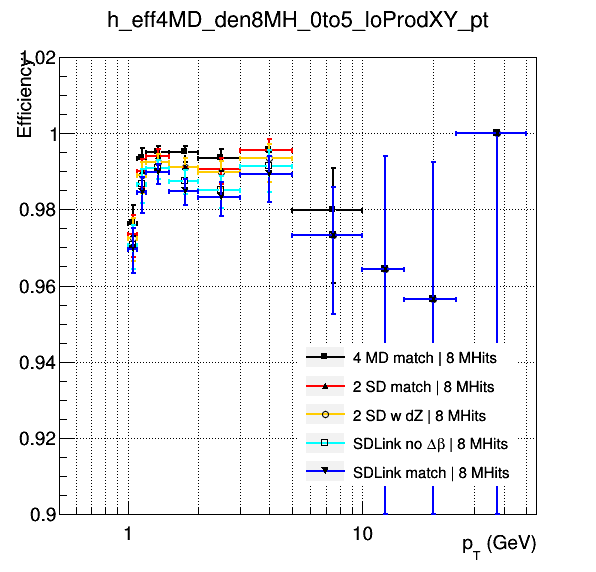 h_eff4MD_den8MH_0to5_loProdXY_pt
Efficiency
1.02
1
0.98
0.96
0.94
0.92
0.9
4 MD match | 8 MHits
2 SD match | 8 MHits
2 SD w dZ | 8 MHits
SDLink no Δβ | 8 MHits
SDLink match | 8 MHits
1 10
p_T (GeV)